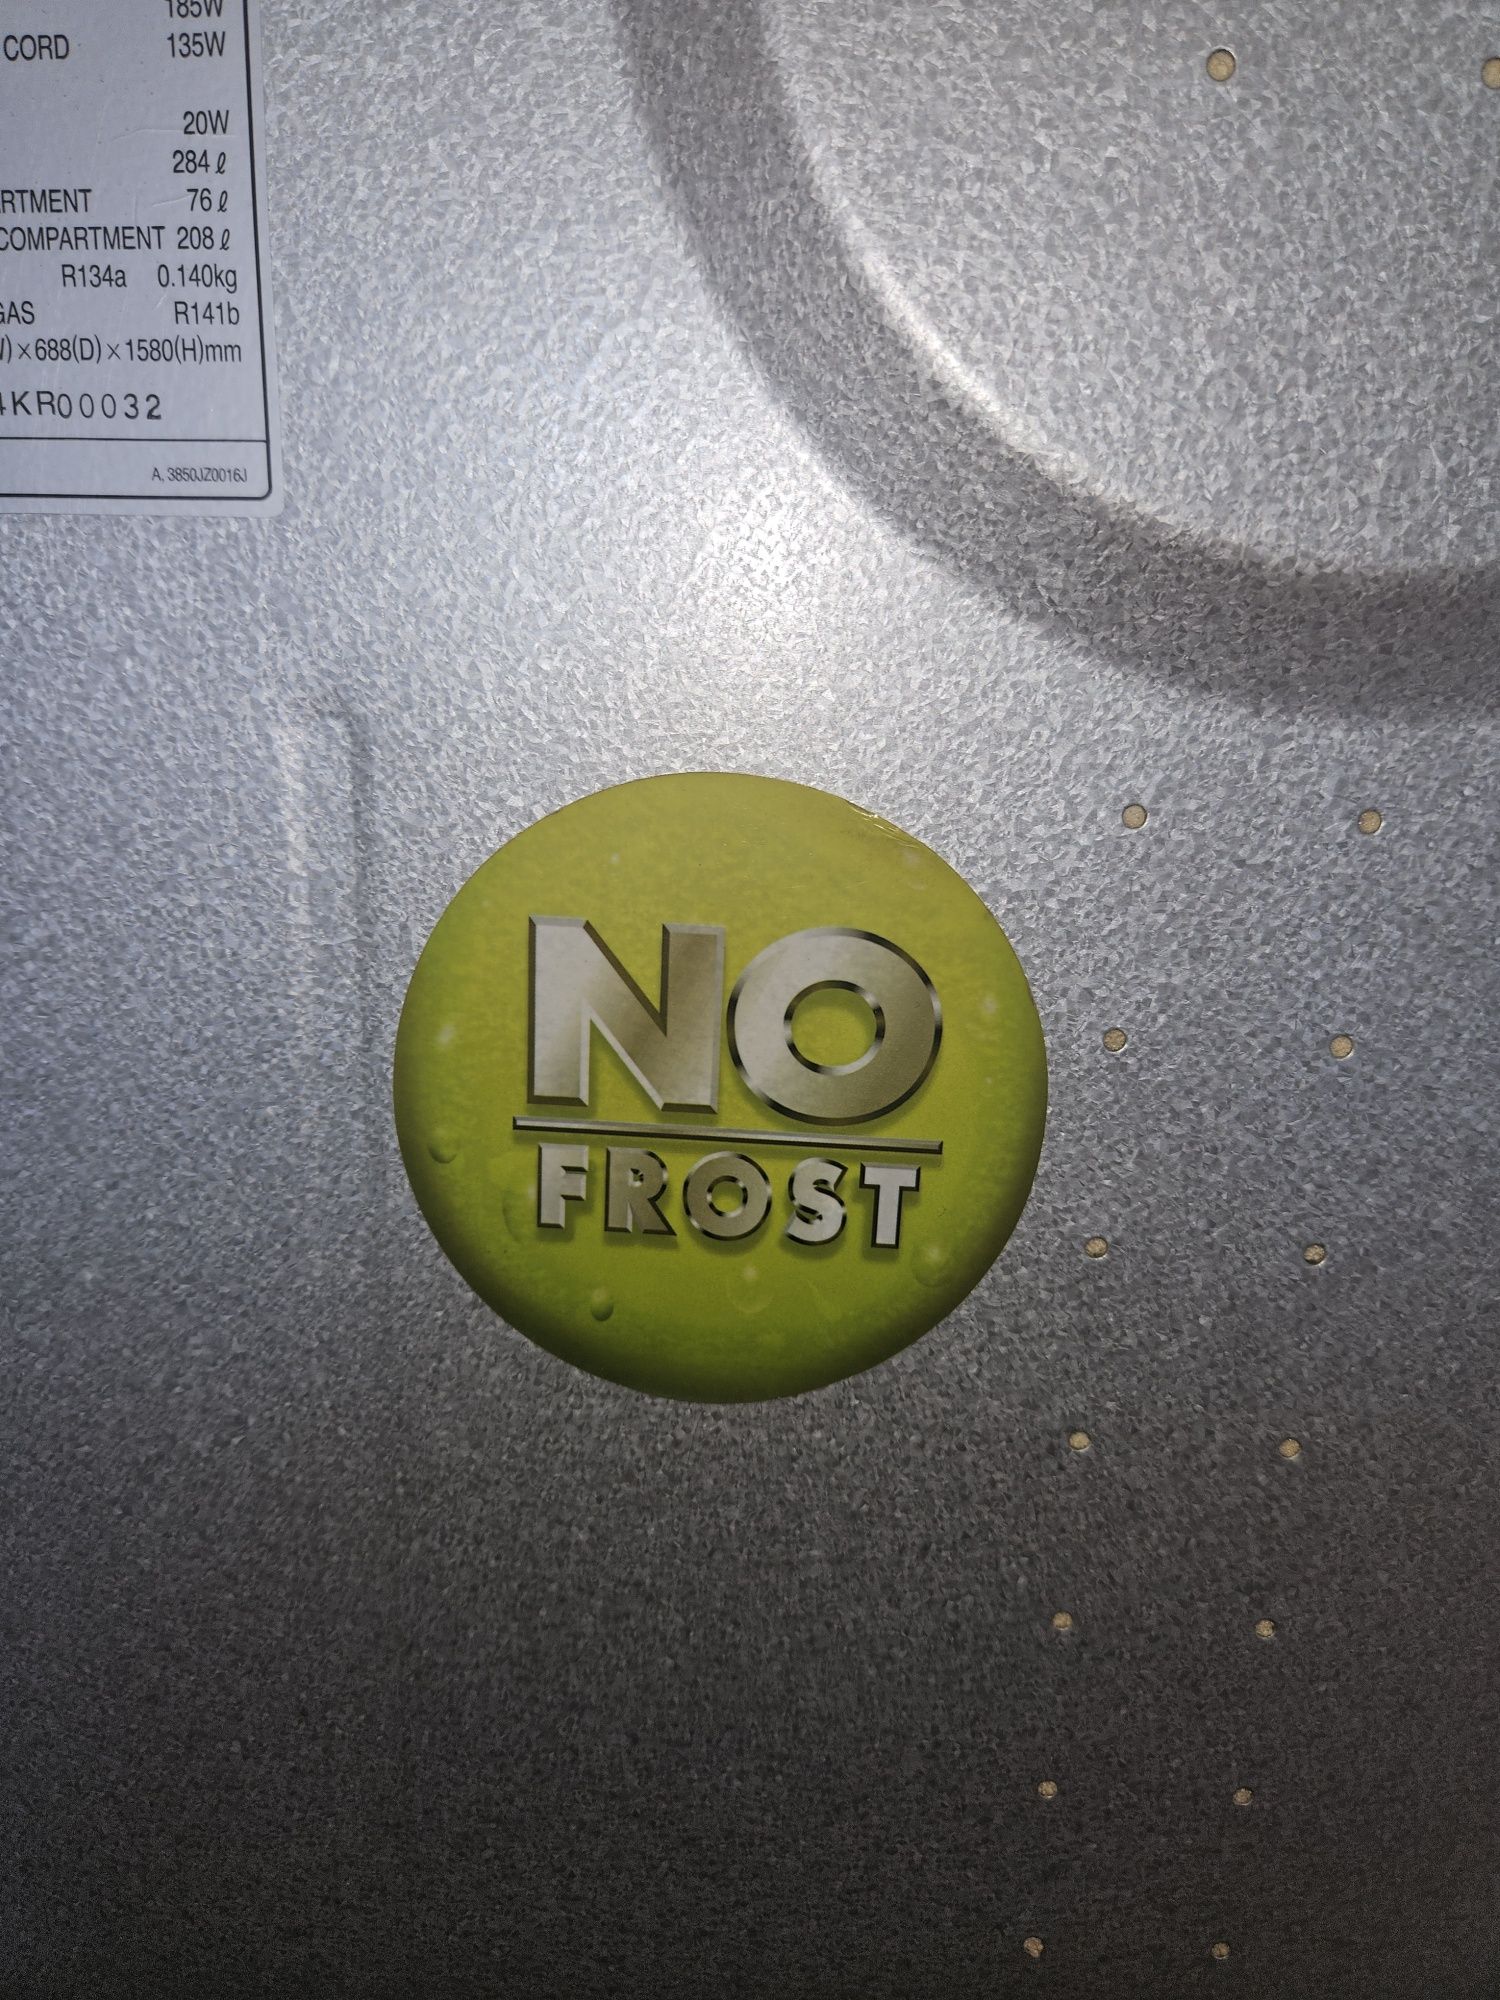 185W
CORD 135W
20W
284 ℓ
RTMENT 76 ℓ
COMPARTMENT 208 ℓ
R134a 0.140kg
GAS R141b
)×688(D)×1580(H)mm
KR00032
A, 3850JZ0016J
NO
FROST